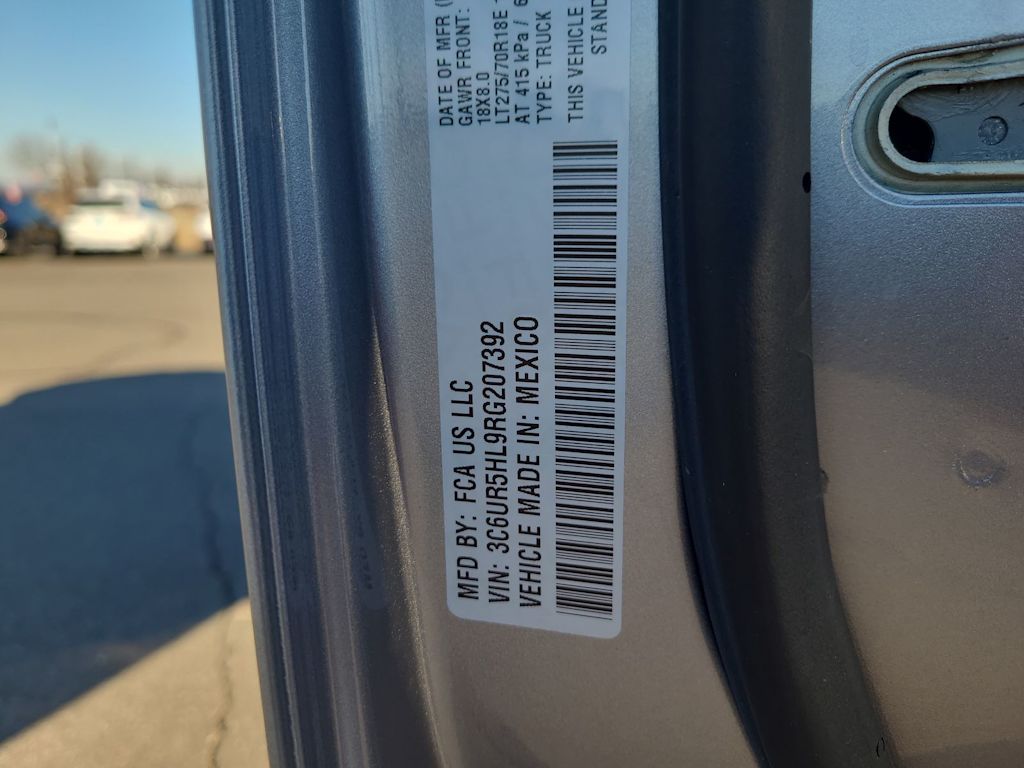 MFD BY: FCA US LLC
VIN: 3C6UR5HL9RG207392
VEHICLE MADE IN: MEXICO
DATE OF MFR
GAWR FRONT:
18X8.0
LT275/70R18E
AT 415 kPa / 6
TYPE: TRUCK
THIS VEHICLE
STAND